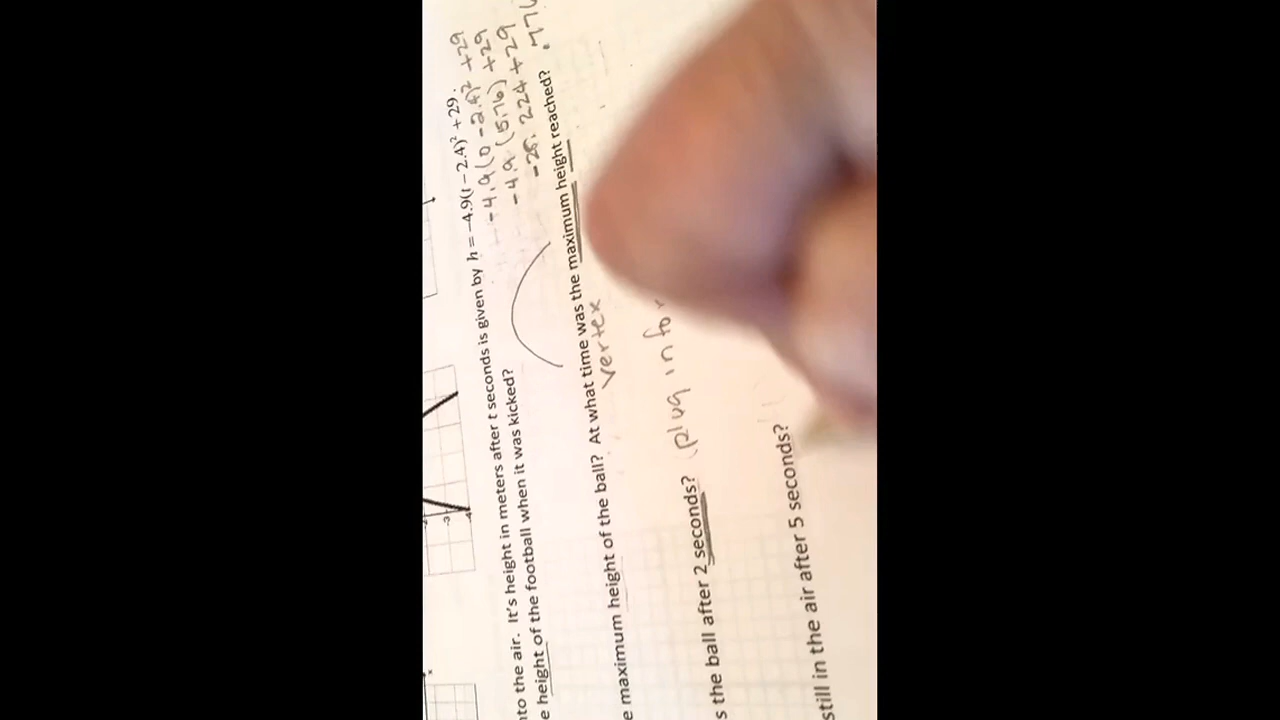 nto the air. It's height in meters after t seconds is given by h = −4.9(t − 2.4)² + 29.
e height of the football when it was kicked?
-4.9(0 -2.4)² +29
-4.9 (5.76) +29
-28.224 +29
.776
e maximum height of the ball? At what time was the maximum height reached?
vertex
s the ball after 2 seconds?
(plug in for
still in the air after 5 seconds?